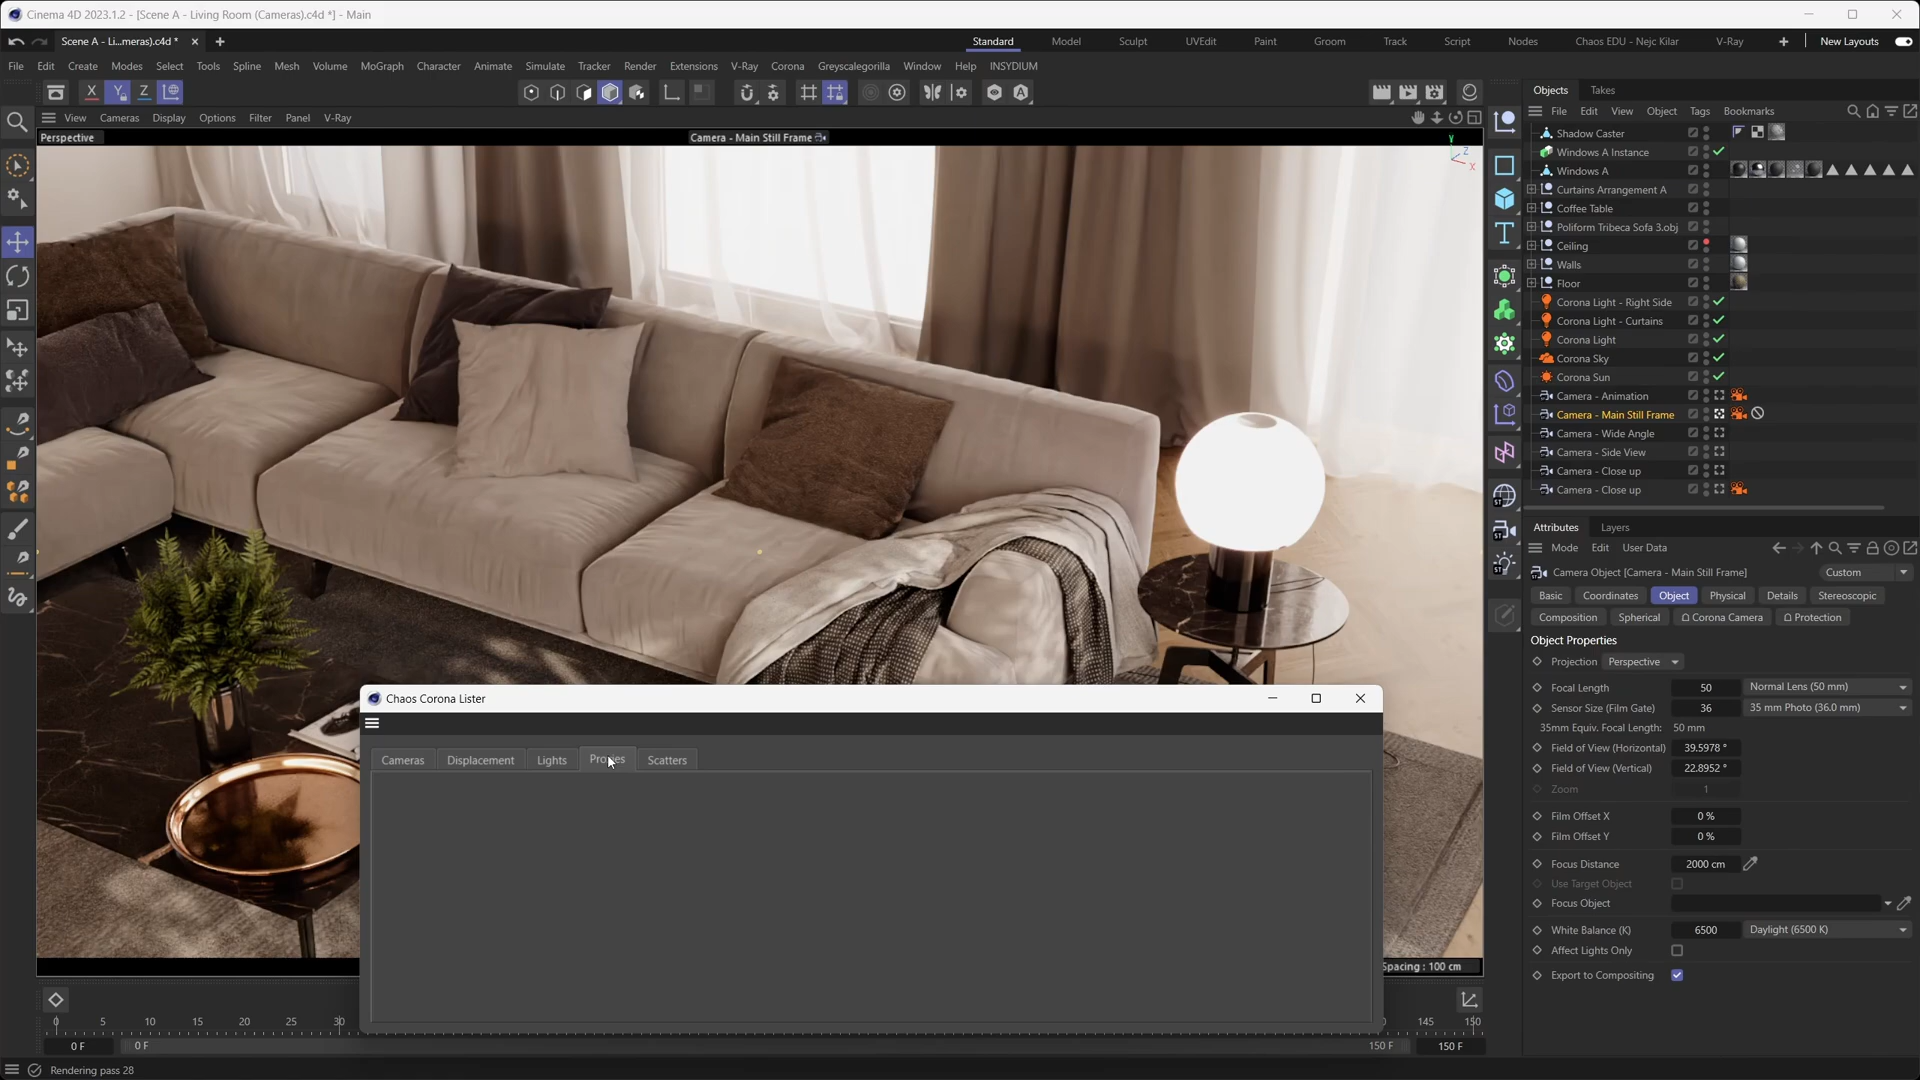 Cinema 4D 2023.1.2 - [Scene A - Living Room (Cameras).c4d *] - Main
Scene A - Li...meras).c4d *
Standard Model Sculpt UVEdit Paint Groom Track Script Nodes Chaos EDU - Nejc Kilar V-Ray New Layouts
File Edit Create Modes Select Tools Spline Mesh Volume MoGraph Character Animate Simulate Tracker Render Extensions V-Ray Corona Greyscalegorilla Window Help INSYDIUM
X Y Z
View Cameras Display Options Filter Panel V-Ray
Perspective
Camera - Main Still Frame
Y
Z
X
Objects Takes
File Edit View Object Tags Bookmarks
Shadow Caster
Windows A Instance
Windows A
Curtains Arrangement A
Coffee Table
Poliform Tribeca Sofa 3.obj
Ceiling
Walls
Floor
Corona Light - Right Side
Corona Light - Curtains
Corona Light
Corona Sky
Corona Sun
Camera - Animation
Camera - Main Still Frame
Camera - Wide Angle
Camera - Side View
Camera - Close up
Camera - Close up
ST
ST
ST
Attributes Layers
Mode Edit User Data
Camera Object [Camera - Main Still Frame] Custom
Basic Coordinates Object Physical Details Stereoscopic
Composition Spherical Corona Camera Protection
Object Properties
Projection Perspective
Focal Length 50 Normal Lens (50 mm)
Sensor Size (Film Gate) 36 35 mm Photo (36.0 mm)
35mm Equiv. Focal Length: 50 mm
Field of View (Horizontal) 39.5978 °
Field of View (Vertical) 22.8952 °
Zoom 1
Film Offset X 0 %
Film Offset Y 0 %
Focus Distance 2000 cm
Use Target Object
Focus Object
White Balance (K) 6500 Daylight (6500 K)
Affect Lights Only
Export to Compositing
Chaos Corona Lister
Cameras Displacement Lights Proxies Scatters
Spacing : 100 cm
0 5 10 15 20 25 30 145 150
0 F 0 F 150 F 150 F
Rendering pass 28